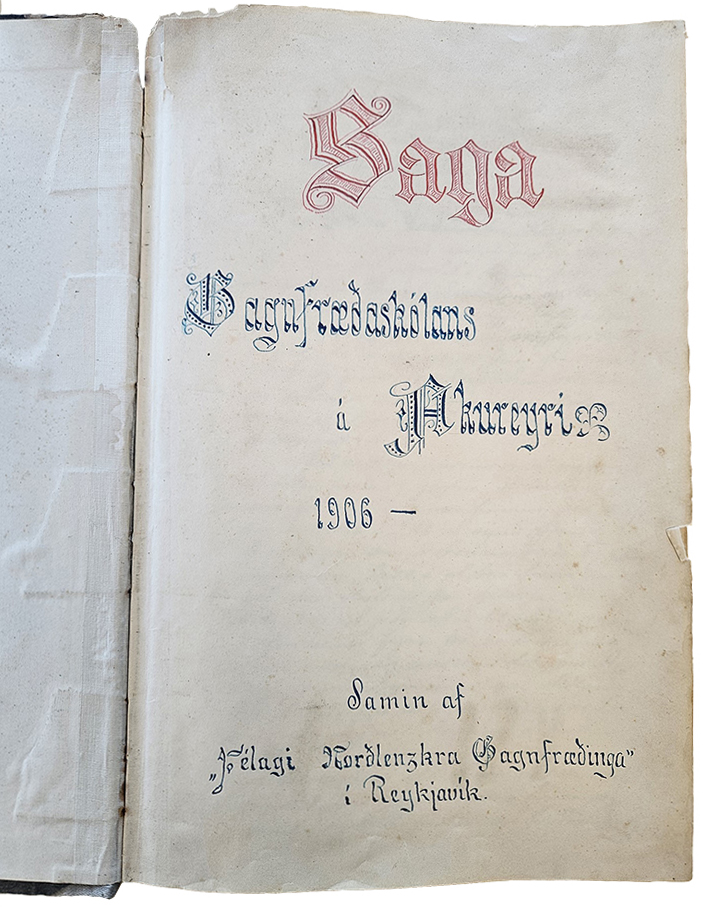 Saga
Gagnfræðaskólans
á Akureyri
1906 —
Samin af
„Félagi Norðlenzkra Gagnfræðinga"
í Reykjavík.